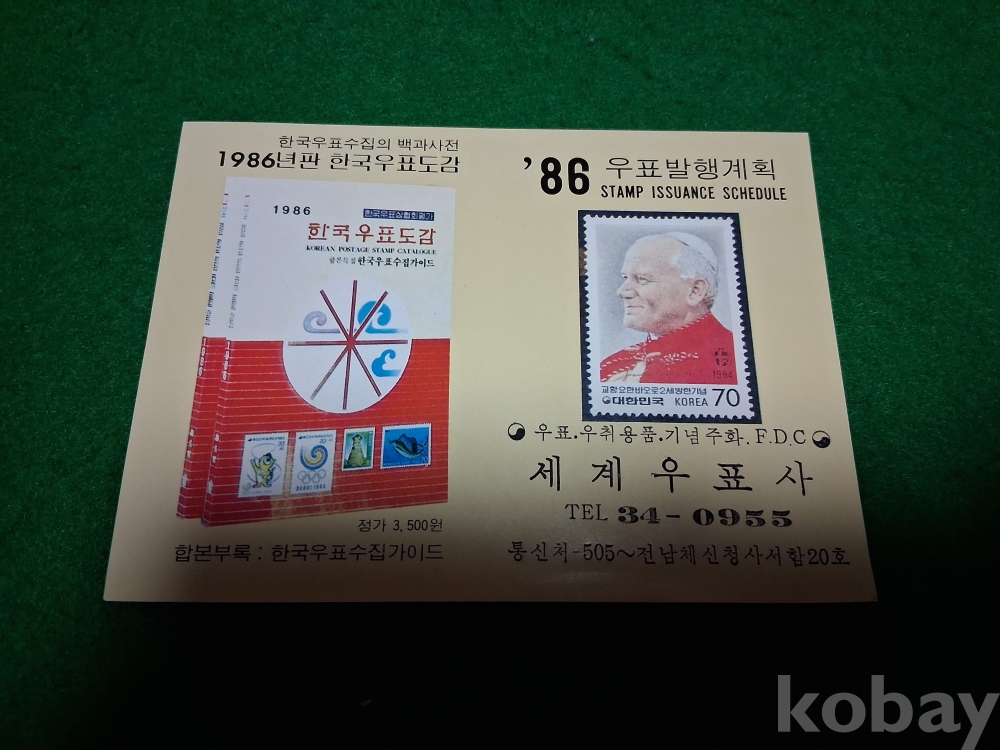 한국우표수집의 백과사전
1986년판 한국우표도감
1986
한국우표상협회평가
한국우표도감
KOREAN POSTAGE STAMP CATALOGUE
합본특집 한국우표수집가이드
정가 3,500원
합본부록 : 한국우표수집가이드
'86 우표발행계획
STAMP ISSUANCE SCHEDULE
1984
교황요한바오로2세방한기념
대한민국 KOREA 70
우표·우취용품·기념주화.F.D.C
세계우표사
TEL 34-0955
통신처-505~전남체신청사서함20호
kobay